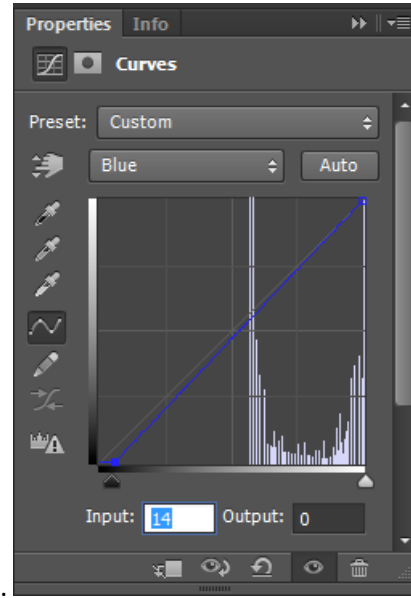 Properties Info
Curves
Preset: Custom
Blue Auto
Input: 14 Output: 0